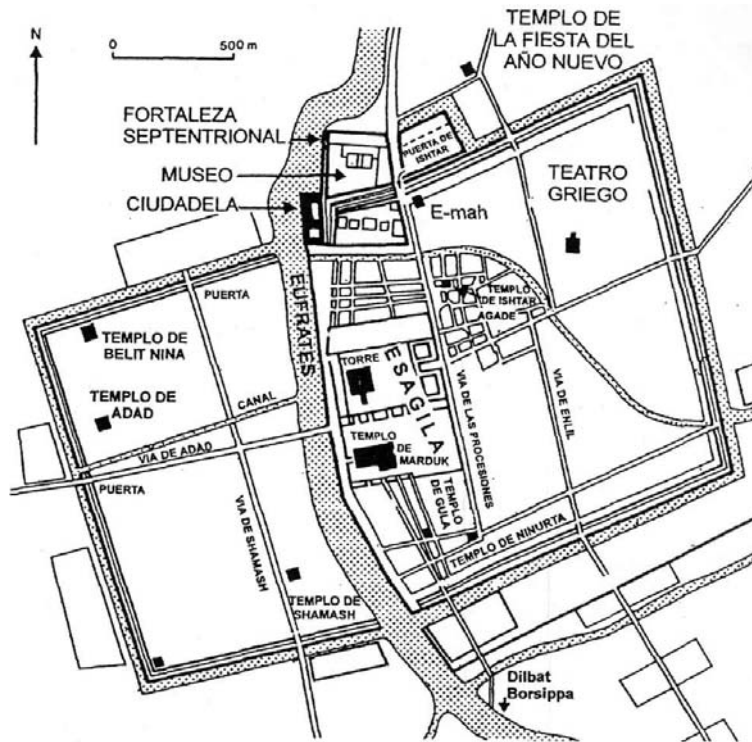 TEMPLO DE
LA FIESTA DEL
AÑO NUEVO
N
0 500 m
FORTALEZA
SEPTENTRIONAL
PUERTA DE
ISHTAR
MUSEO
TEATRO
GRIEGO
CIUDADELA
E-mah
EUFRATES
PUERTA
TEMPLO
DE ISHTAR
AGADE
TEMPLO DE
BELIT NINA
TORRE
ESAGILA
TEMPLO DE
ADAD
CANAL
VIA DE LAS PROCESIONES
VIA DE ENLIL
VIA DE ADAD
TEMPLO
DE
MARDUK
PUERTA
VIA DE SHAMASH
TEMPLO
DE GULA
TEMPLO DE NINURTA
TEMPLO DE
SHAMASH
Dilbat
Borsippa